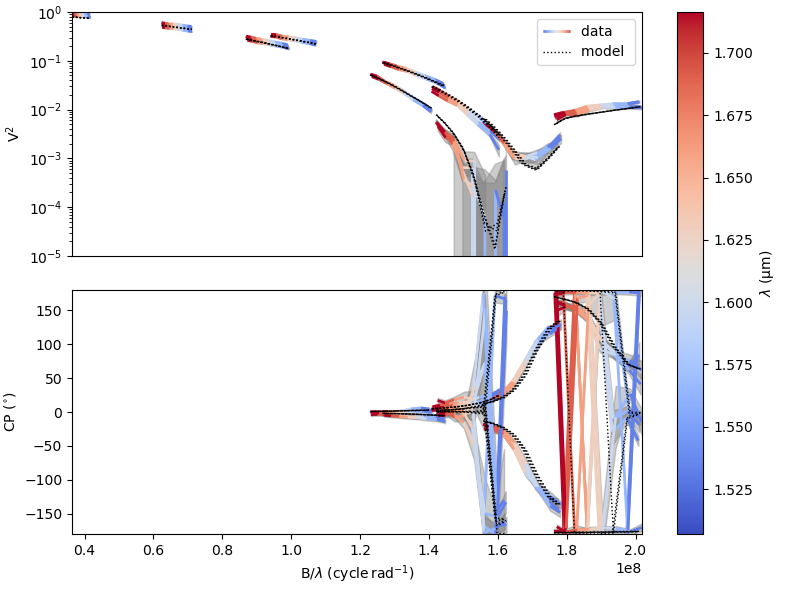 10⁰
10⁻¹
10⁻²
10⁻³
10⁻⁴
10⁻⁵
V²
data
model
150
100
50
0
−50
−100
−150
CP (°)
0.4 0.6 0.8 1.0 1.2 1.4 1.6 1.8 2.0
1e8
B/λ (cycle rad⁻¹)
1.700
1.675
1.650
1.625
1.600
1.575
1.550
1.525
λ (μm)